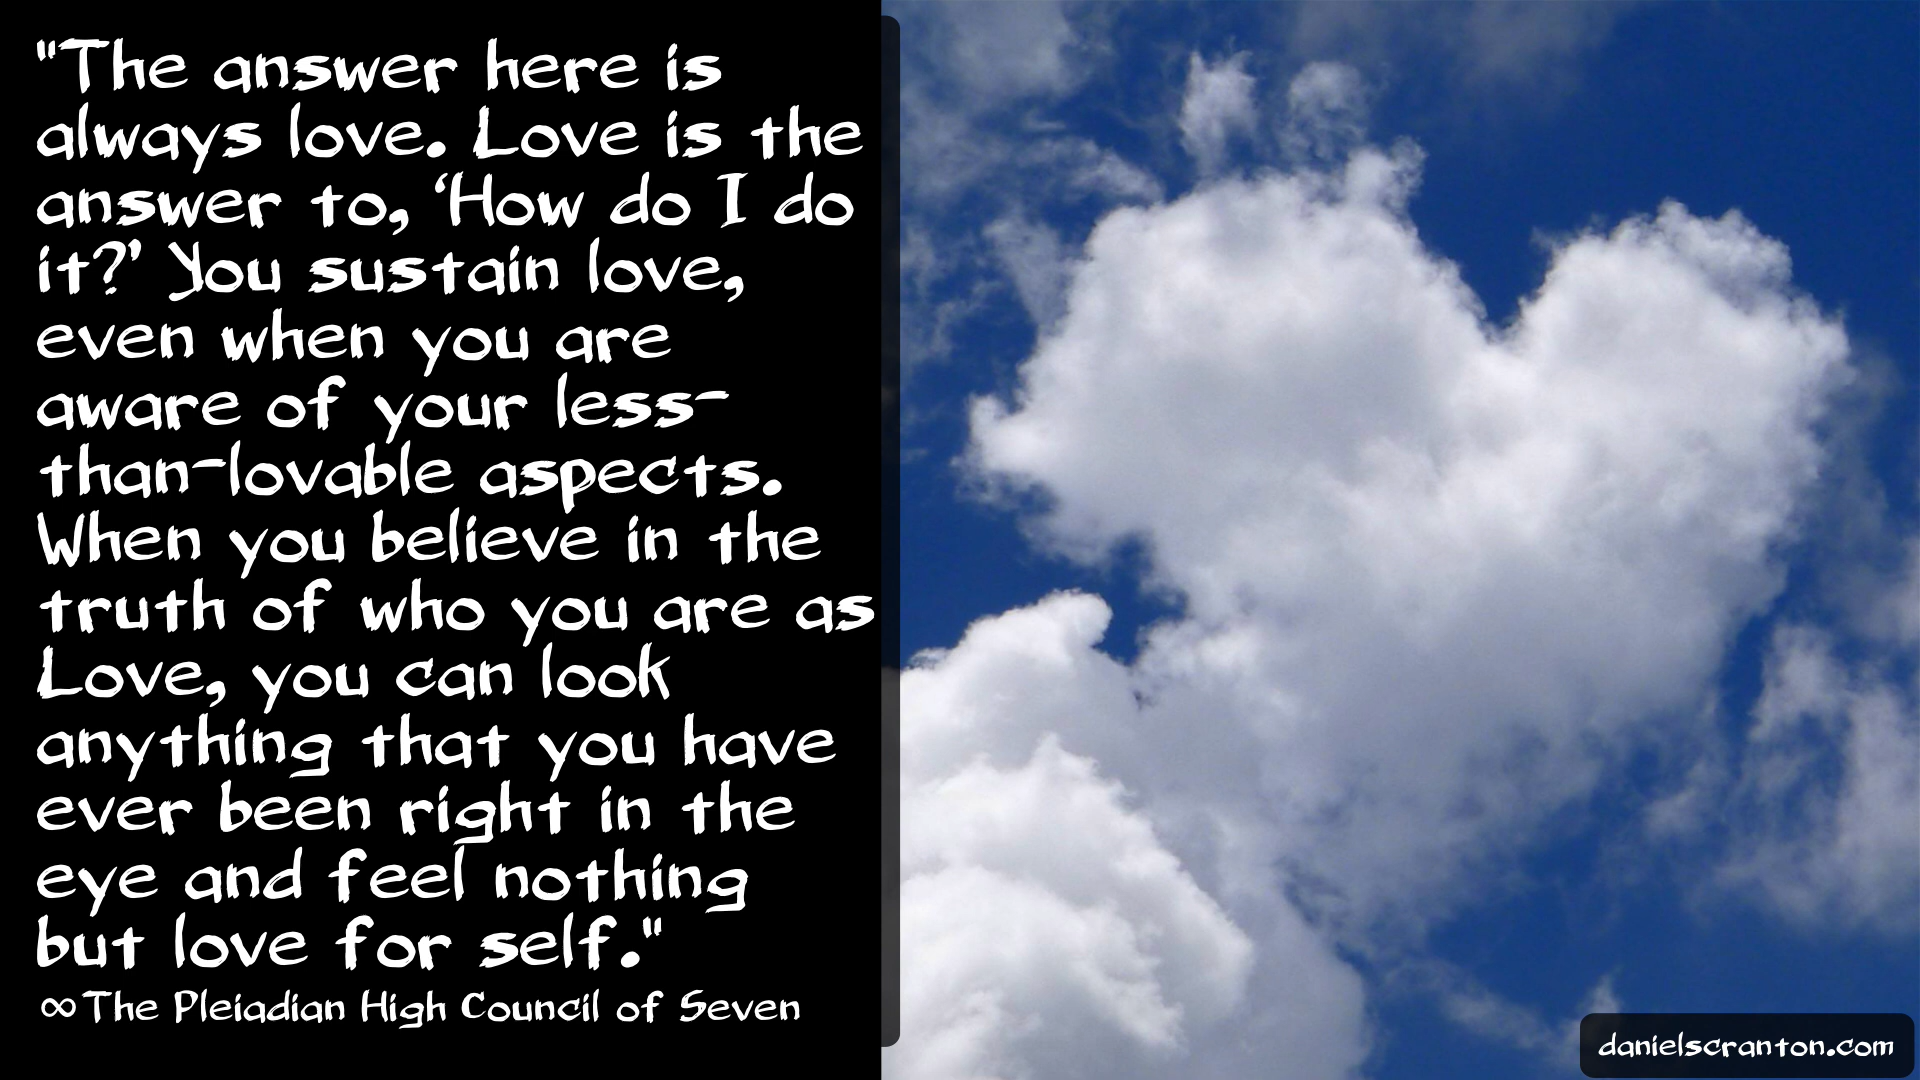 "The answer here is
always love. Love is the
answer to, ‘How do I do
it?’ You sustain love,
even when you are
aware of your less-
than-lovable aspects.
When you believe in the
truth of who you are as
Love, you can look
anything that you have
ever been right in the
eye and feel nothing
but love for self."
∞The Pleiadian High Council of Seven
danielscranton.com